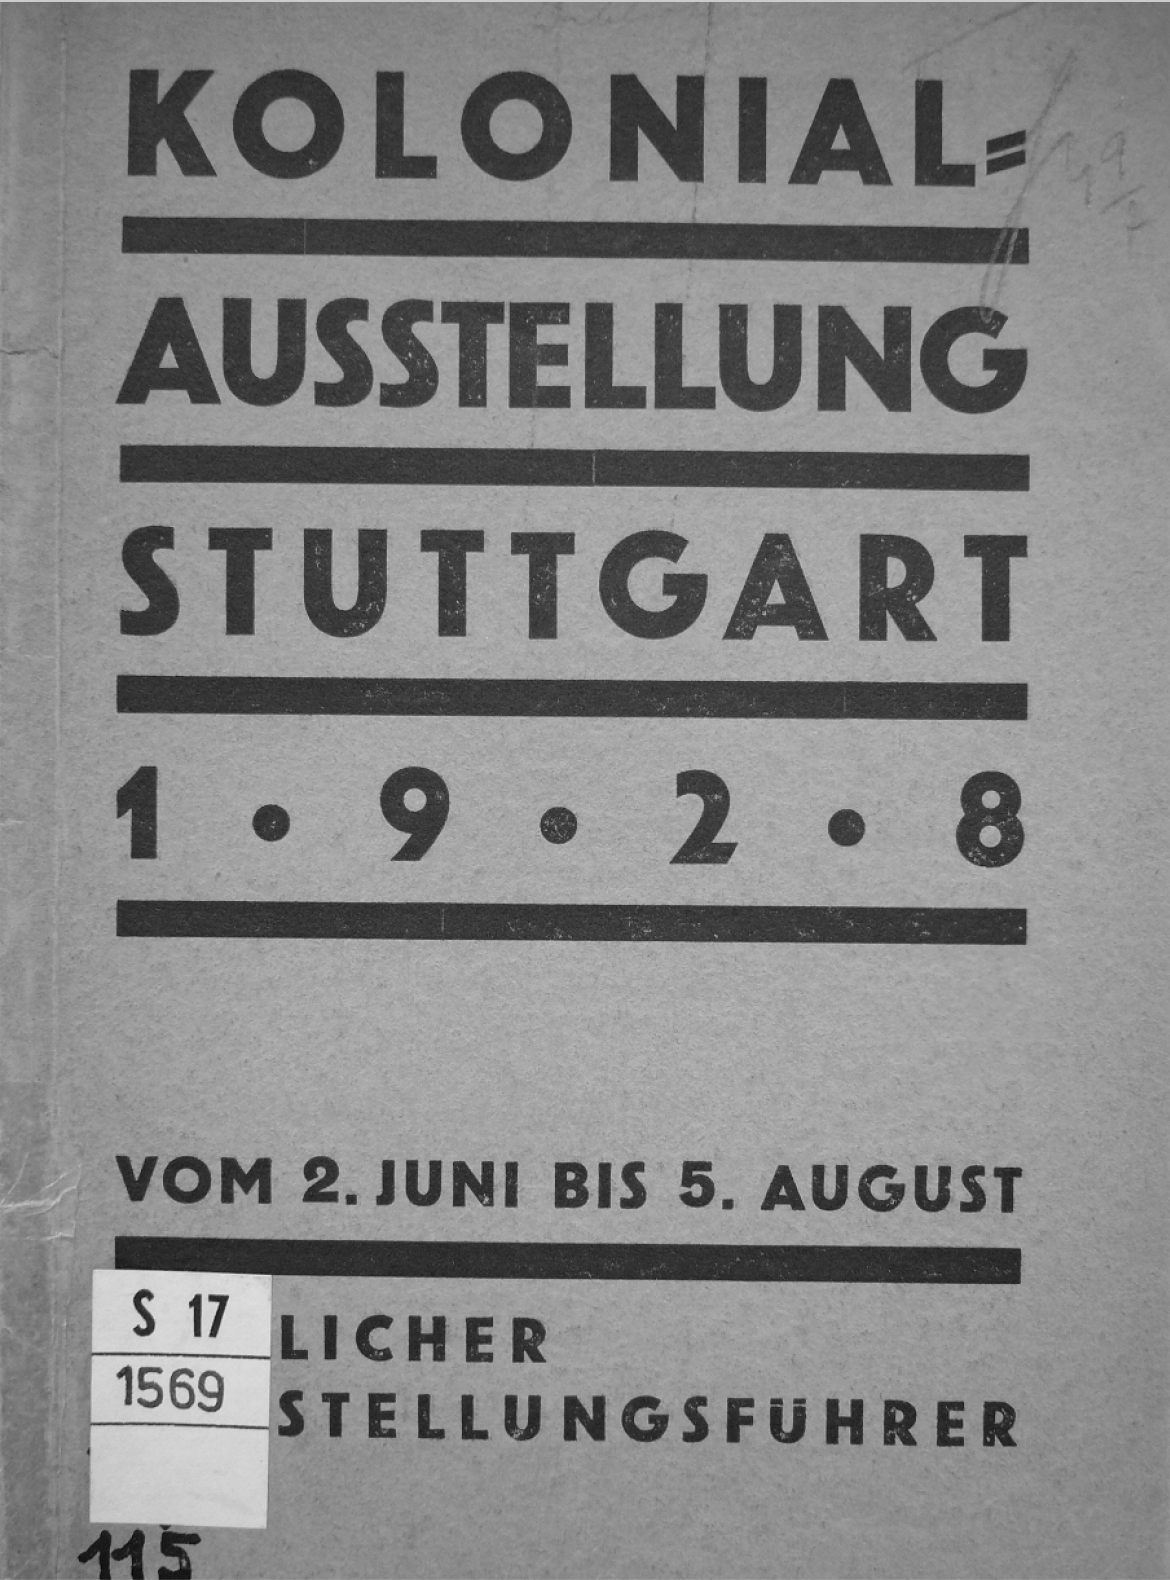 KOLONIAL=
AUSSTELLUNG
STUTTGART
1 • 9 • 2 • 8
VOM 2. JUNI BIS 5. AUGUST
S 17
LICHER
1569
STELLUNGSFÜHRER
115